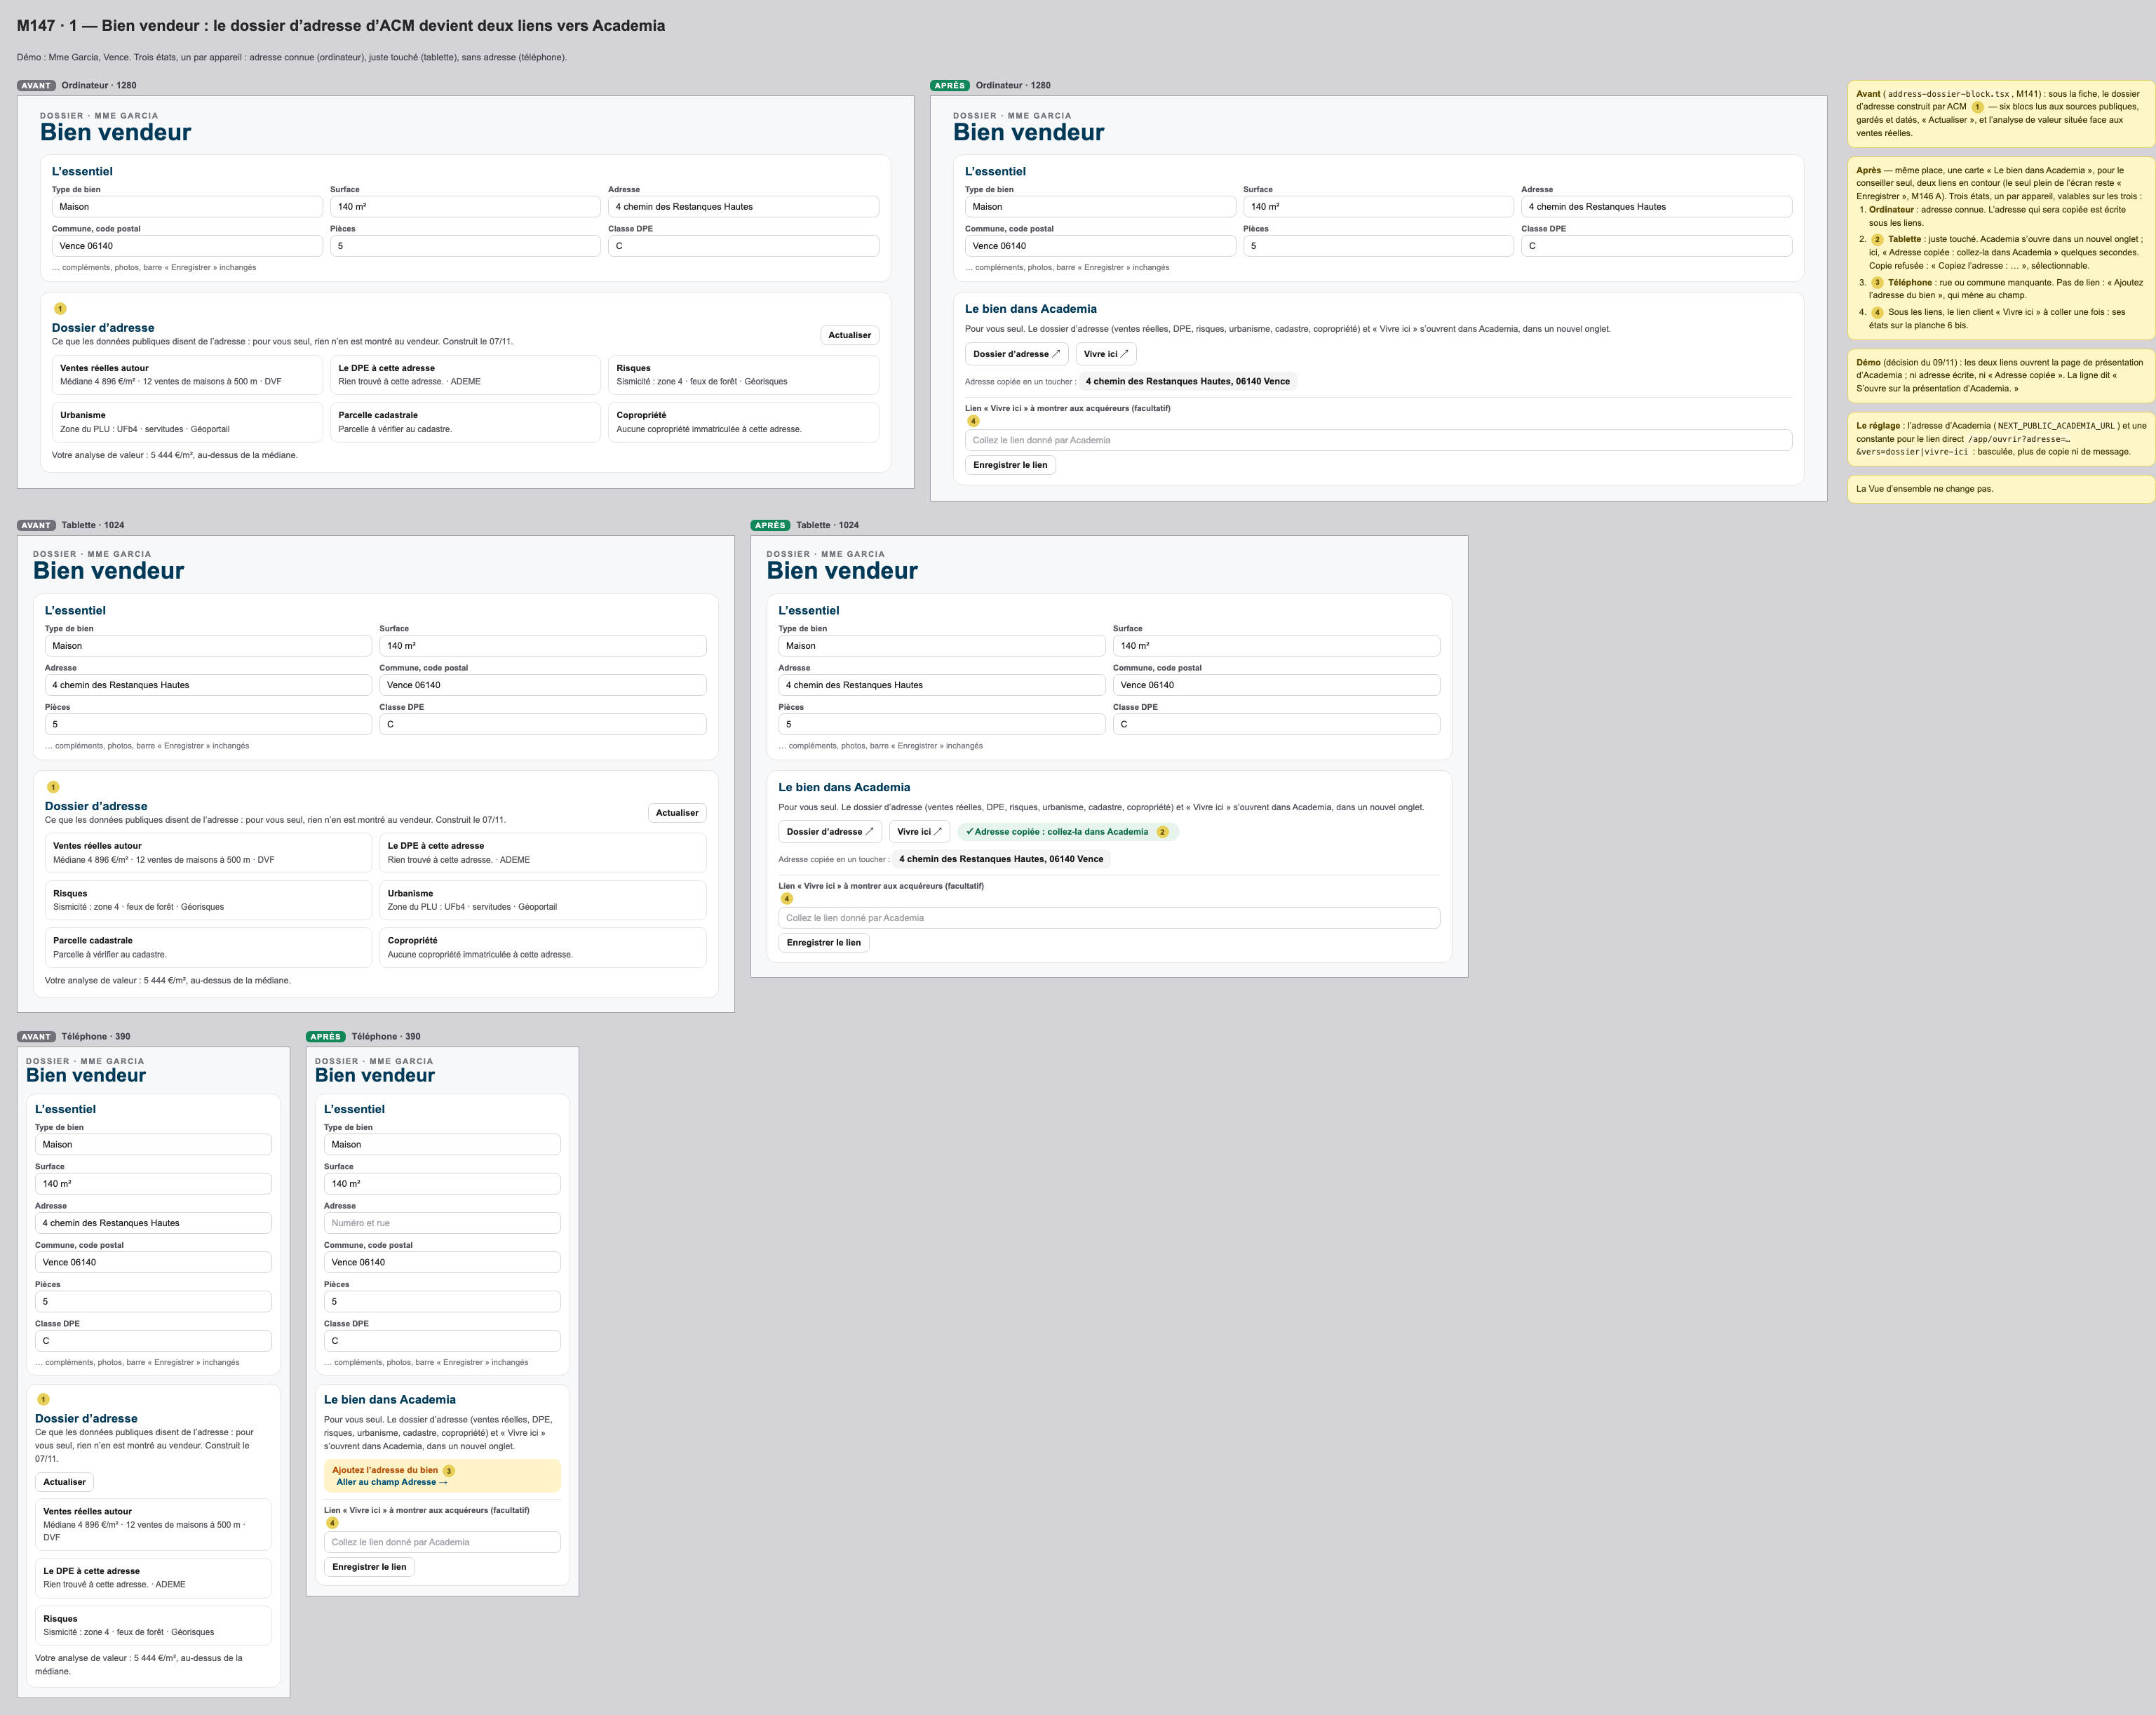 M147 · 1 — Bien vendeur : le dossier d’adresse d’ACM devient deux liens vers Academia
Démo : Mme Garcia, Vence. Trois états, un par appareil : adresse connue (ordinateur), juste touché (tablette), sans adresse (téléphone).
AVANT Ordinateur · 1280
DOSSIER · MME GARCIA
Bien vendeur
L’essentiel
Type de bien Surface Adresse
Maison 140 m² 4 chemin des Restanques Hautes
Commune, code postal Pièces Classe DPE
Vence 06140 5 C
… compléments, photos, barre « Enregistrer » inchangés
1
Dossier d’adresse
Ce que les données publiques disent de l’adresse : pour vous seul, rien n’en est montré au vendeur. Construit le 07/11.
Actualiser
Ventes réelles autour
Médiane 4 896 €/m² · 12 ventes de maisons à 500 m · DVF
Le DPE à cette adresse
Rien trouvé à cette adresse. · ADEME
Risques
Sismicité : zone 4 · feux de forêt · Géorisques
Urbanisme
Zone du PLU : UFb4 · servitudes · Géoportail
Parcelle cadastrale
Parcelle à vérifier au cadastre.
Copropriété
Aucune copropriété immatriculée à cette adresse.
Votre analyse de valeur : 5 444 €/m², au-dessus de la médiane.
APRÈS Ordinateur · 1280
DOSSIER · MME GARCIA
Bien vendeur
L’essentiel
Type de bien Surface Adresse
Maison 140 m² 4 chemin des Restanques Hautes
Commune, code postal Pièces Classe DPE
Vence 06140 5 C
… compléments, photos, barre « Enregistrer » inchangés
Le bien dans Academia
Pour vous seul. Le dossier d’adresse (ventes réelles, DPE, risques, urbanisme, cadastre, copropriété) et « Vivre ici » s’ouvrent dans Academia, dans un nouvel onglet.
Dossier d’adresse ↗ Vivre ici ↗
Adresse copiée en un toucher : 4 chemin des Restanques Hautes, 06140 Vence
Lien « Vivre ici » à montrer aux acquéreurs (facultatif)
4
Collez le lien donné par Academia
Enregistrer le lien
Avant ( address-dossier-block.tsx , M141) : sous la fiche, le dossier
d’adresse construit par ACM 1 — six blocs lus aux sources publiques,
gardés et datés, « Actualiser », et l’analyse de valeur située face aux
ventes réelles.
Après — même place, une carte « Le bien dans Academia », pour le
conseiller seul, deux liens en contour (le seul plein de l’écran reste «
Enregistrer », M146 A). Trois états, un par appareil, valables sur les trois :
1. Ordinateur : adresse connue. L’adresse qui sera copiée est écrite
sous les liens.
2. 2 Tablette : juste touché. Academia s’ouvre dans un nouvel onglet ;
ici, « Adresse copiée : collez-la dans Academia » quelques secondes.
Copie refusée : « Copiez l’adresse : … », sélectionnable.
3. 3 Téléphone : rue ou commune manquante. Pas de lien : « Ajoutez
l’adresse du bien », qui mène au champ.
4. 4 Sous les liens, le lien client « Vivre ici » à coller une fois : ses
états sur la planche 6 bis.
Démo (décision du 09/11) : les deux liens ouvrent la page de présentation
d’Academia ; ni adresse écrite, ni « Adresse copiée ». La ligne dit «
S’ouvre sur la présentation d’Academia. »
Le réglage : l’adresse d’Academia ( NEXT_PUBLIC_ACADEMIA_URL ) et une
constante pour le lien direct /app/ouvrir?adresse=…
&vers=dossier|vivre-ici : basculée, plus de copie ni de message.
La Vue d’ensemble ne change pas.
AVANT Tablette · 1024
DOSSIER · MME GARCIA
Bien vendeur
L’essentiel
Type de bien Surface
Maison 140 m²
Adresse Commune, code postal
4 chemin des Restanques Hautes Vence 06140
Pièces Classe DPE
5 C
… compléments, photos, barre « Enregistrer » inchangés
1
Dossier d’adresse
Ce que les données publiques disent de l’adresse : pour vous seul, rien n’en est montré au vendeur. Construit le 07/11.
Actualiser
Ventes réelles autour
Médiane 4 896 €/m² · 12 ventes de maisons à 500 m · DVF
Le DPE à cette adresse
Rien trouvé à cette adresse. · ADEME
Risques
Sismicité : zone 4 · feux de forêt · Géorisques
Urbanisme
Zone du PLU : UFb4 · servitudes · Géoportail
Parcelle cadastrale
Parcelle à vérifier au cadastre.
Copropriété
Aucune copropriété immatriculée à cette adresse.
Votre analyse de valeur : 5 444 €/m², au-dessus de la médiane.
APRÈS Tablette · 1024
DOSSIER · MME GARCIA
Bien vendeur
L’essentiel
Type de bien Surface
Maison 140 m²
Adresse Commune, code postal
4 chemin des Restanques Hautes Vence 06140
Pièces Classe DPE
5 C
… compléments, photos, barre « Enregistrer » inchangés
Le bien dans Academia
Pour vous seul. Le dossier d’adresse (ventes réelles, DPE, risques, urbanisme, cadastre, copropriété) et « Vivre ici » s’ouvrent dans Academia, dans un nouvel onglet.
Dossier d’adresse ↗ Vivre ici ↗ ✓ Adresse copiée : collez-la dans Academia 2
Adresse copiée en un toucher : 4 chemin des Restanques Hautes, 06140 Vence
Lien « Vivre ici » à montrer aux acquéreurs (facultatif)
4
Collez le lien donné par Academia
Enregistrer le lien
AVANT Téléphone · 390
DOSSIER · MME GARCIA
Bien vendeur
L’essentiel
Type de bien
Maison
Surface
140 m²
Adresse
4 chemin des Restanques Hautes
Commune, code postal
Vence 06140
Pièces
5
Classe DPE
C
… compléments, photos, barre « Enregistrer » inchangés
1
Dossier d’adresse
Ce que les données publiques disent de l’adresse : pour
vous seul, rien n’en est montré au vendeur. Construit le
07/11.
Actualiser
Ventes réelles autour
Médiane 4 896 €/m² · 12 ventes de maisons à 500 m ·
DVF
Le DPE à cette adresse
Rien trouvé à cette adresse. · ADEME
Risques
Sismicité : zone 4 · feux de forêt · Géorisques
Votre analyse de valeur : 5 444 €/m², au-dessus de la
médiane.
APRÈS Téléphone · 390
DOSSIER · MME GARCIA
Bien vendeur
L’essentiel
Type de bien
Maison
Surface
140 m²
Adresse
Numéro et rue
Commune, code postal
Vence 06140
Pièces
5
Classe DPE
C
… compléments, photos, barre « Enregistrer » inchangés
Le bien dans Academia
Pour vous seul. Le dossier d’adresse (ventes réelles, DPE,
risques, urbanisme, cadastre, copropriété) et « Vivre ici »
s’ouvrent dans Academia, dans un nouvel onglet.
Ajoutez l’adresse du bien 3
Aller au champ Adresse →
Lien « Vivre ici » à montrer aux acquéreurs (facultatif)
4
Collez le lien donné par Academia
Enregistrer le lien